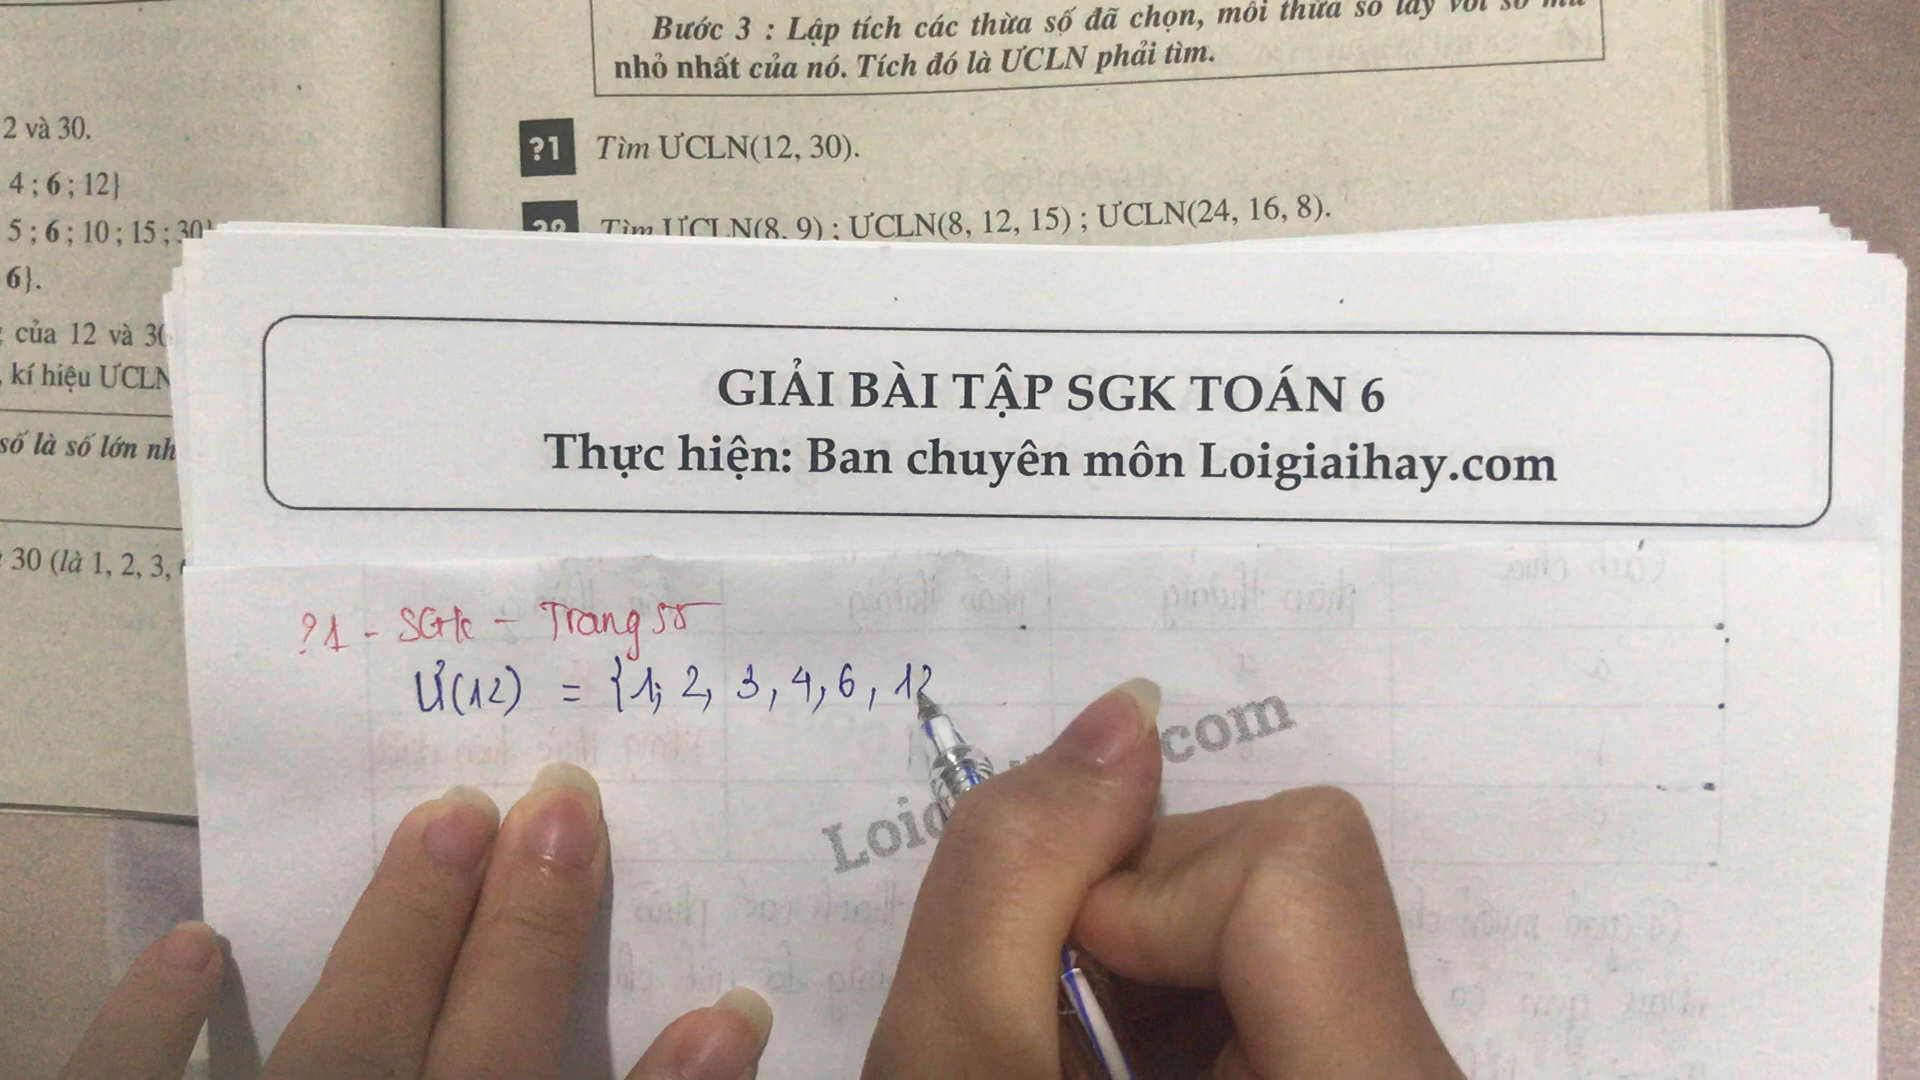 Bước 3 : Lập tích các thừa số đã chọn, mỗi thừa số lấy với số mũ
nhỏ nhất của nó. Tích đó là ƯCLN phải tìm.
2 và 30.
4 ; 6 ; 12}
5 ; 6 ; 10 ; 15 ; 30}
6}.
của 12 và 30
, kí hiệu ƯCLN
số là số lớn nh
30 (là 1, 2, 3,
?1 Tìm ƯCLN(12, 30).
?2 Tìm ƯCLN(8, 9) ; ƯCLN(8, 12, 15) ; ƯCLN(24, 16, 8).
GIẢI BÀI TẬP SGK TOÁN 6
Thực hiện: Ban chuyên môn Loigiaihay.com
?1 - SGK - Trang 55
Ư(12) = {1; 2, 3, 4, 6, 12
Loi .com